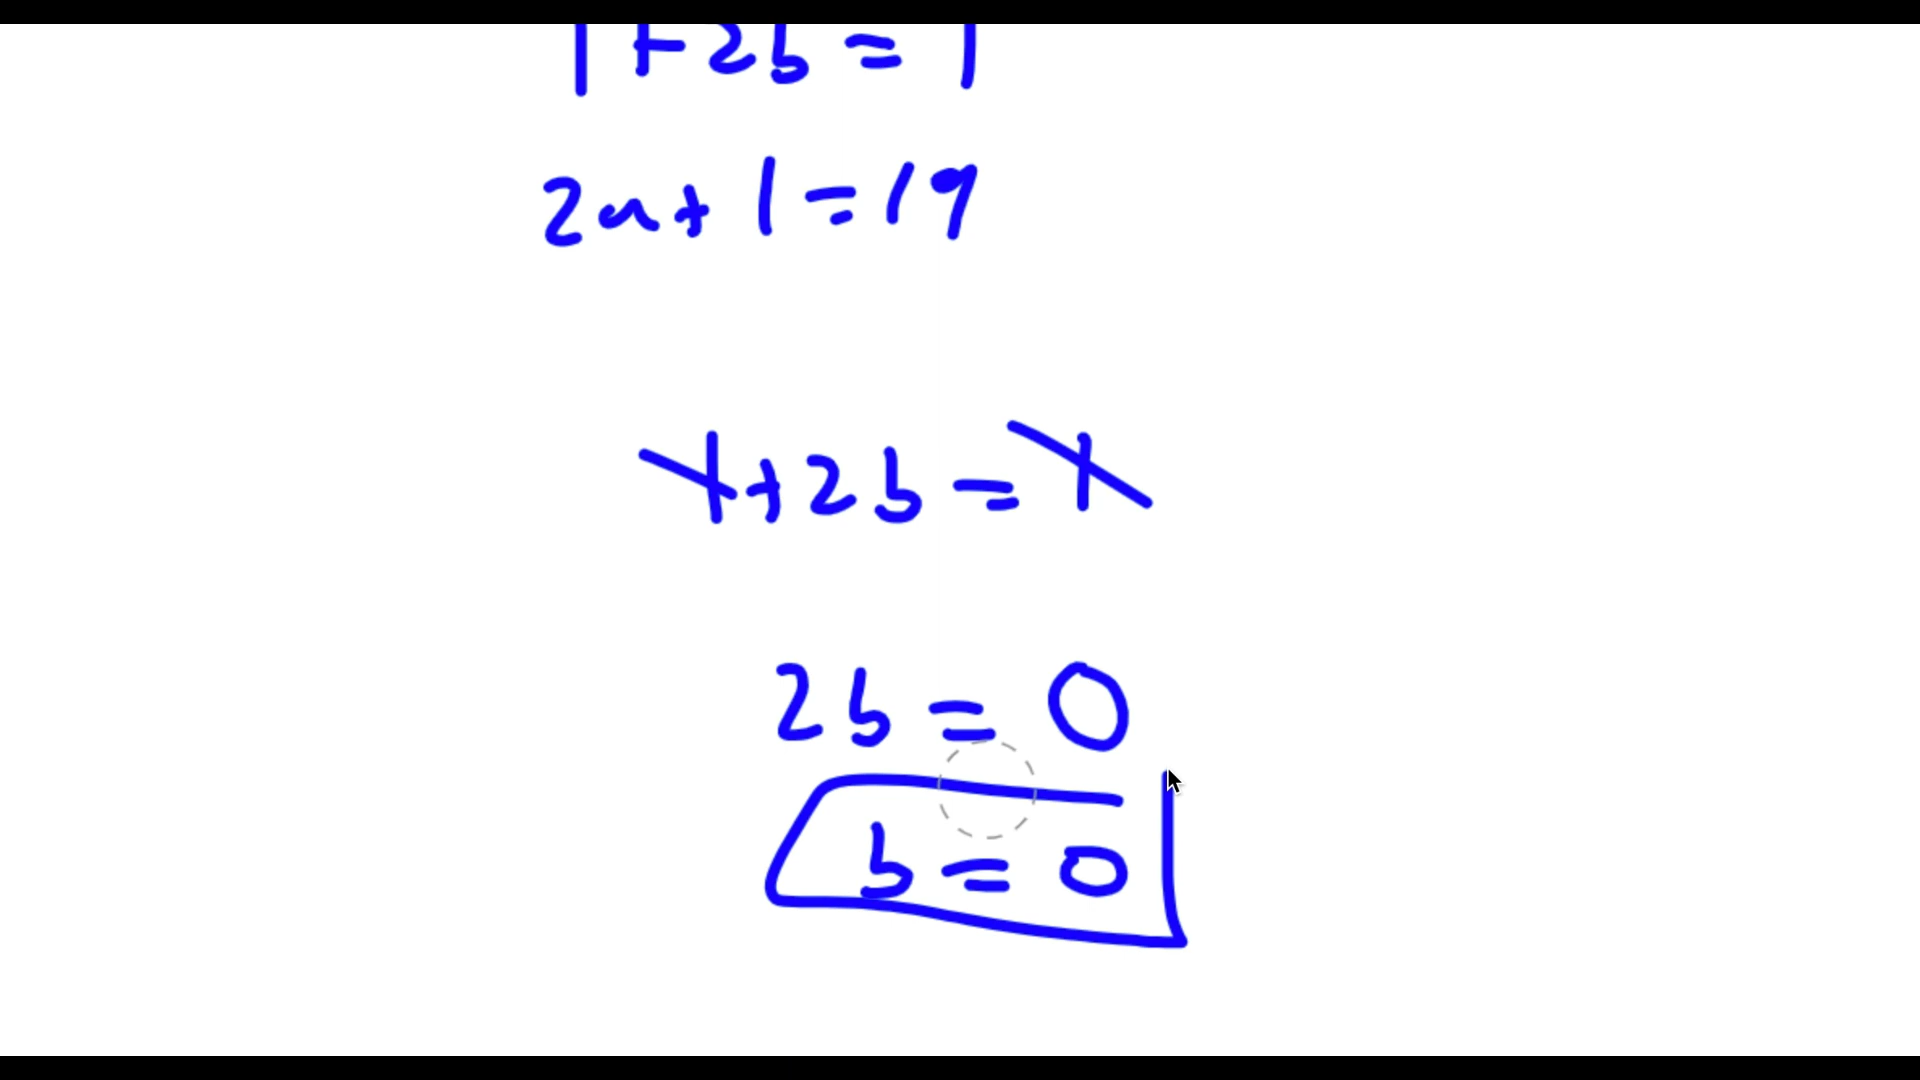 1 + 2b = 1
2a + 1 = 19
1 + 2b = 1
2b = 0
b = 0